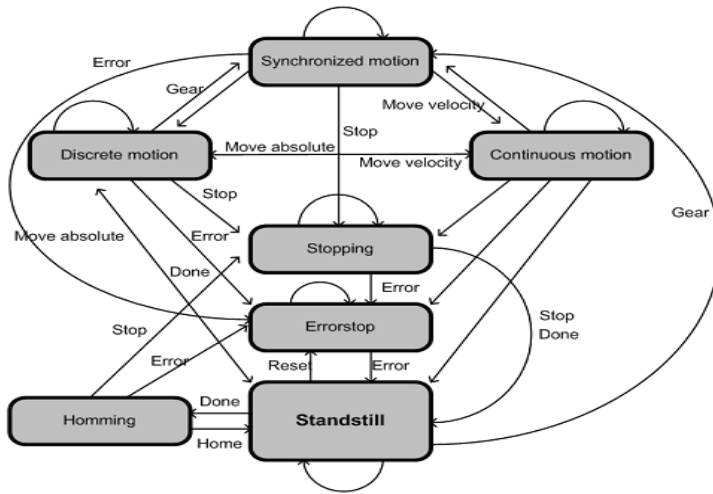 Synchronized motion
Error
Gear
Move velocity
Stop
Discrete motion
Move absolute
Move velocity
Continuous motion
Stop
Gear
Move absolute
Error
Stopping
Done
Error
Stop
Done
Errorstop
Stop
Error
Reset
Error
Homming
Done
Home
Standstill